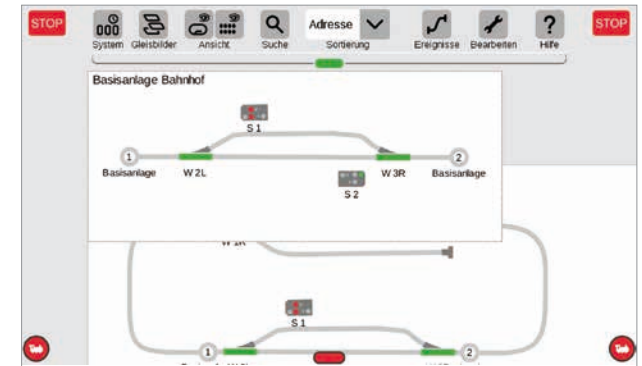 STOP
System Gleisbilder Ansicht Suche Adresse Sortierung Ereignisse Bearbeiten ? Hilfe
STOP
Basisanlage Bahnhof
S 1
1 2
Basisanlage W 2L W 3R Basisanlage
S 2
S 1
1 2